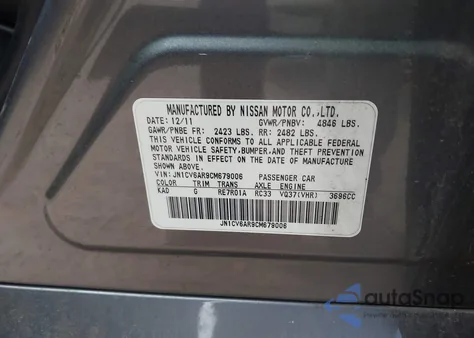 MANUFACTURED BY NISSAN MOTOR CO.,LTD.
DATE: 12/11 GVWR/PNBV: 4846 LBS.
GAWR/PNBE FR: 2423 LBS. RR: 2482 LBS.
THIS VEHICLE CONFORMS TO ALL APPLICABLE FEDERAL
MOTOR VEHICLE SAFETY,BUMPER,AND THEFT PREVENTION
STANDARDS IN EFFECT ON THE DATE OF MANUFACTURE
SHOWN ABOVE.
VIN: JN1CV6AR9CM679006 PASSENGER CAR
COLOR TRIM TRANS AXLE ENGINE
KAD G RE7R01A RC33 VQ37(VHR) 3696CC
JN1CV6AR9CM679006
autoSnap